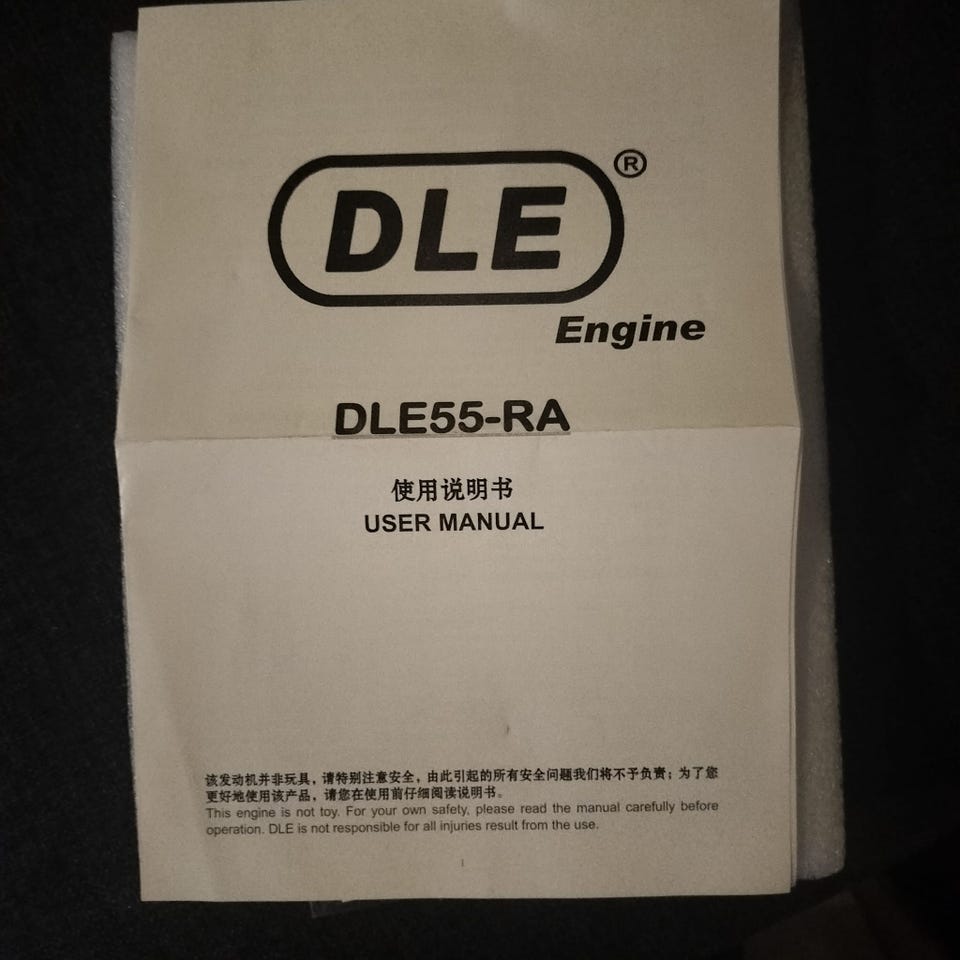 DLE®
Engine
DLE55-RA
使用说明书
USER MANUAL
该发动机并非玩具，请特别注意安全，由此引起的所有安全问题我们将不予负责；为了您
更好地使用该产品，请您在使用前仔细阅读说明书。
This engine is not toy. For your own safety, please read the manual carefully before
operation. DLE is not responsible for all injuries result from the use.